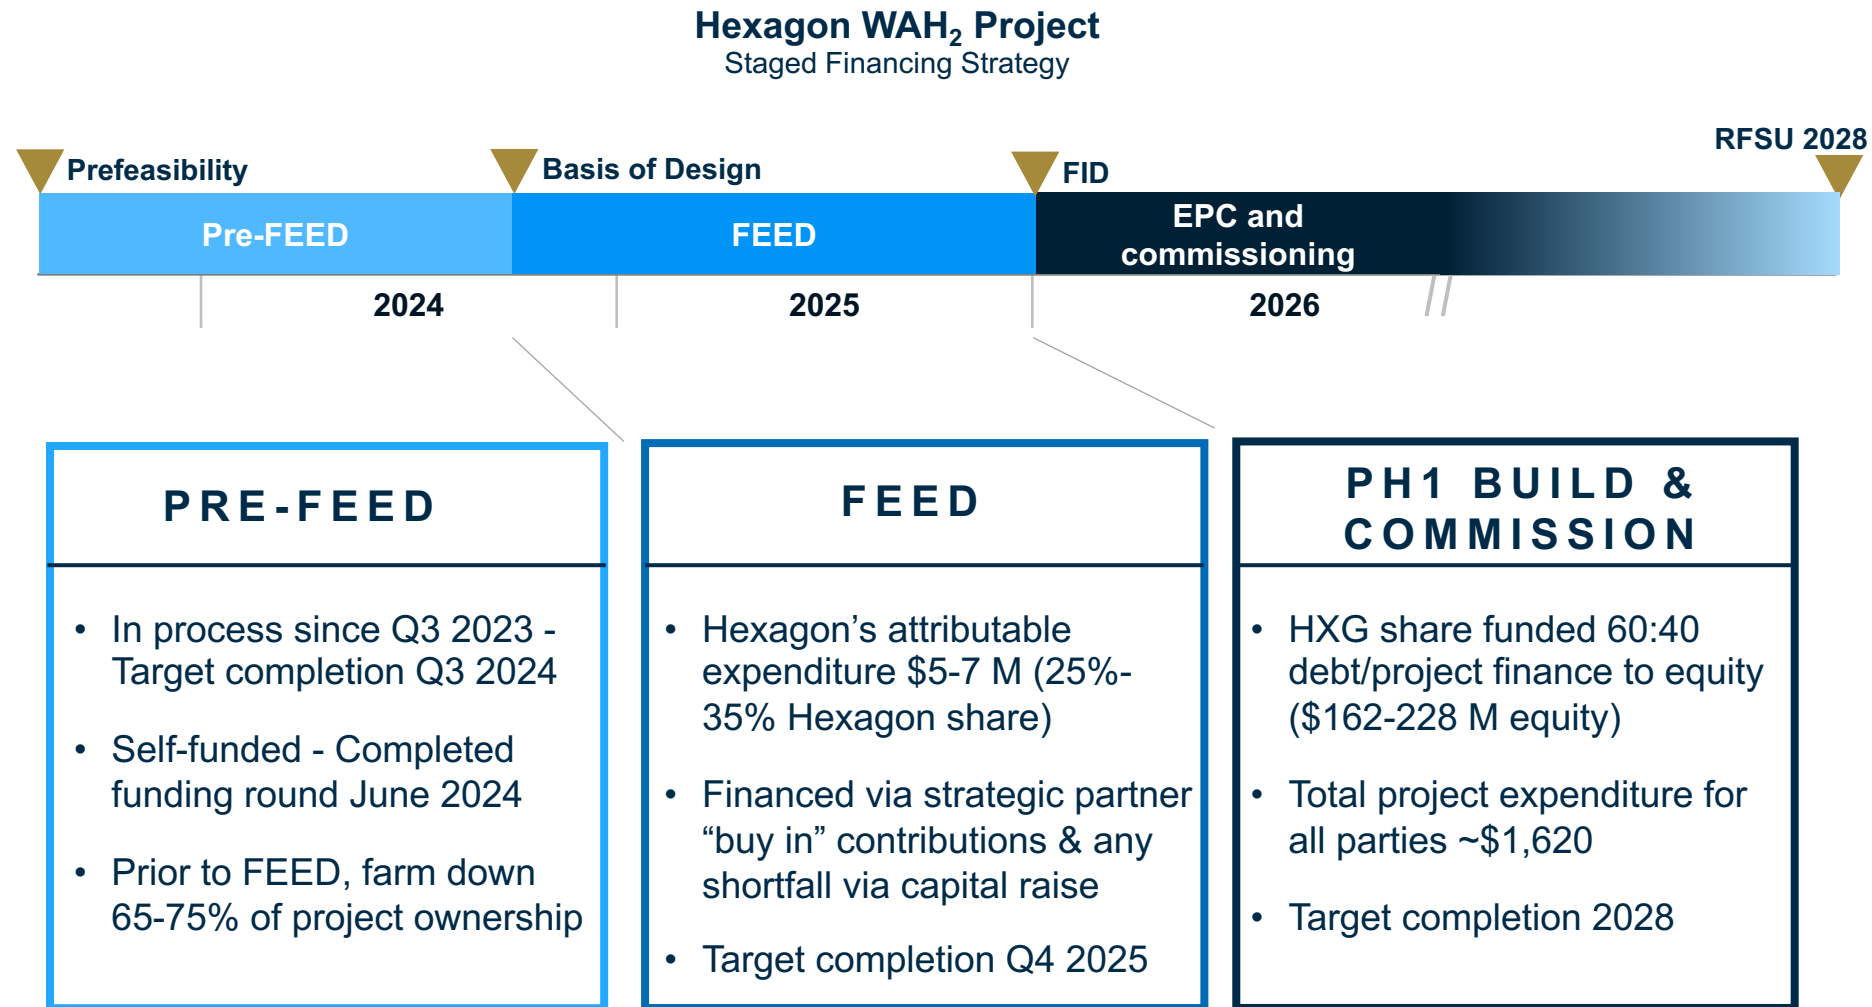 Hexagon WAH₂ Project
Staged Financing Strategy
RFSU 2028
Prefeasibility
Basis of Design
FID
Pre-FEED
FEED
EPC and
commissioning
2024
2025
2026
PRE-FEED
• In process since Q3 2023 -
Target completion Q3 2024
• Self-funded - Completed
funding round June 2024
• Prior to FEED, farm down
65-75% of project ownership
FEED
• Hexagon’s attributable
expenditure $5-7 M (25%-
35% Hexagon share)
• Financed via strategic partner
“buy in” contributions & any
shortfall via capital raise
• Target completion Q4 2025
PH1 BUILD &
COMMISSION
• HXG share funded 60:40
debt/project finance to equity
($162-228 M equity)
• Total project expenditure for
all parties ~$1,620
• Target completion 2028